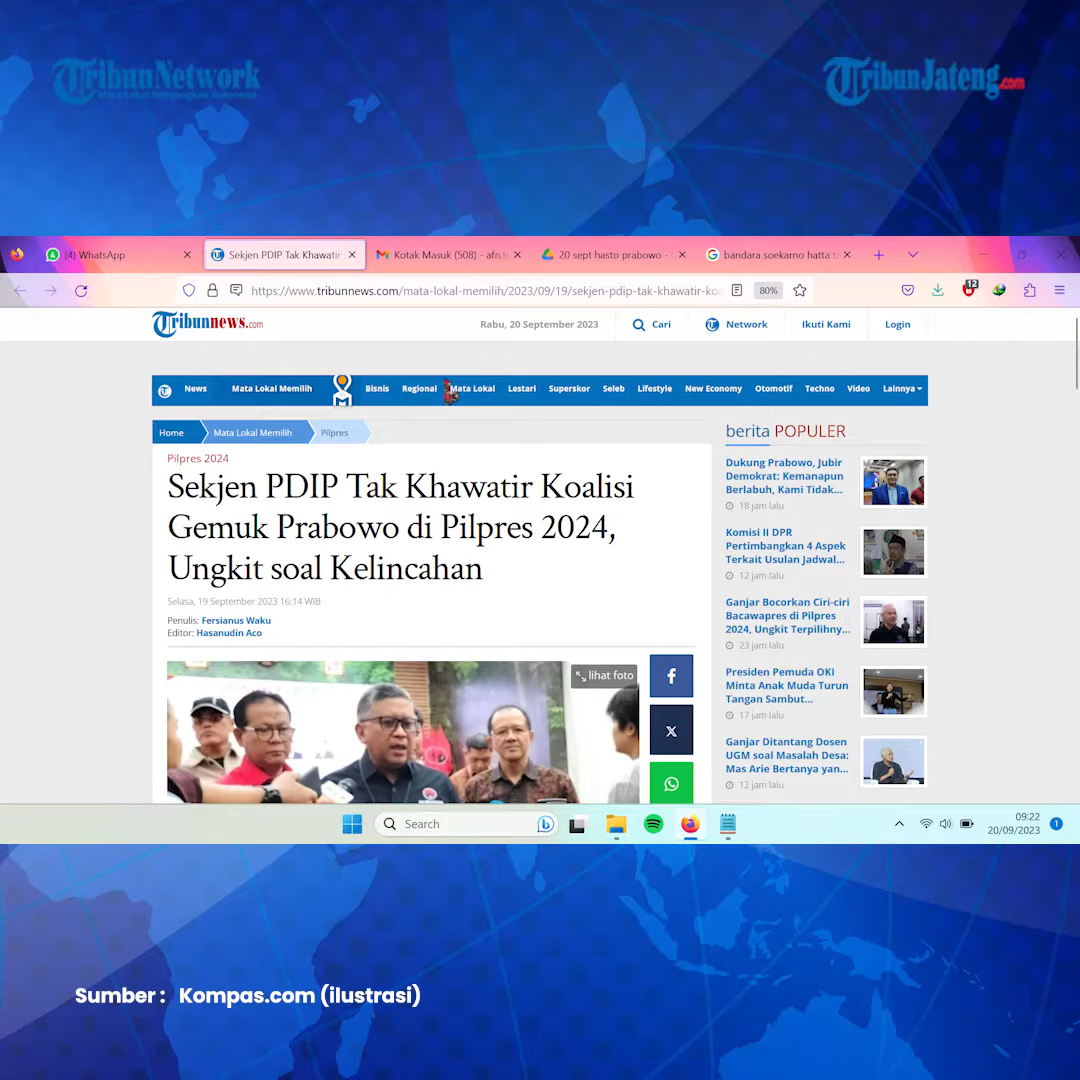 TribunNetwork
Mata Lokal Menjangkau Indonesia
TribunJateng.com
(4) WhatsApp
Sekjen PDIP Tak Khawatir
Kotak Masuk (508) - afn.t
20 sept hasto prabowo -
bandara soekarno hatta t
https://www.tribunnews.com/mata-lokal-memilih/2023/09/19/sekjen-pdip-tak-khawatir-koa
80%
12
Tribunnews.com
Rabu, 20 September 2023
Cari
Network
Ikuti Kami
Login
News
Mata Lokal Memilih
Bisnis
Regional
Mata Lokal
Lestari
Superskor
Seleb
Lifestyle
New Economy
Otomotif
Techno
Video
Lainnya
Home
Mata Lokal Memilih
Pilpres
Pilpres 2024
Sekjen PDIP Tak Khawatir Koalisi
Gemuk Prabowo di Pilpres 2024,
Ungkit soal Kelincahan
Selasa, 19 September 2023 16:14 WIB
Penulis: Fersianus Waku
Editor: Hasanudin Aco
lihat foto
berita POPULER
Dukung Prabowo, Jubir
Demokrat: Kemanapun
Berlabuh, Kami Tidak...
18 jam lalu
Komisi II DPR
Pertimbangkan 4 Aspek
Terkait Usulan Jadwal...
12 jam lalu
Ganjar Bocorkan Ciri-ciri
Bacawapres di Pilpres
2024, Ungkit Terpilihny...
23 jam lalu
Presiden Pemuda OKI
Minta Anak Muda Turun
Tangan Sambut...
17 jam lalu
Ganjar Ditantang Dosen
UGM soal Masalah Desa:
Mas Arie Bertanya yan...
12 jam lalu
Search
09:22
20/09/2023
1
Sumber : Kompas.com (ilustrasi)